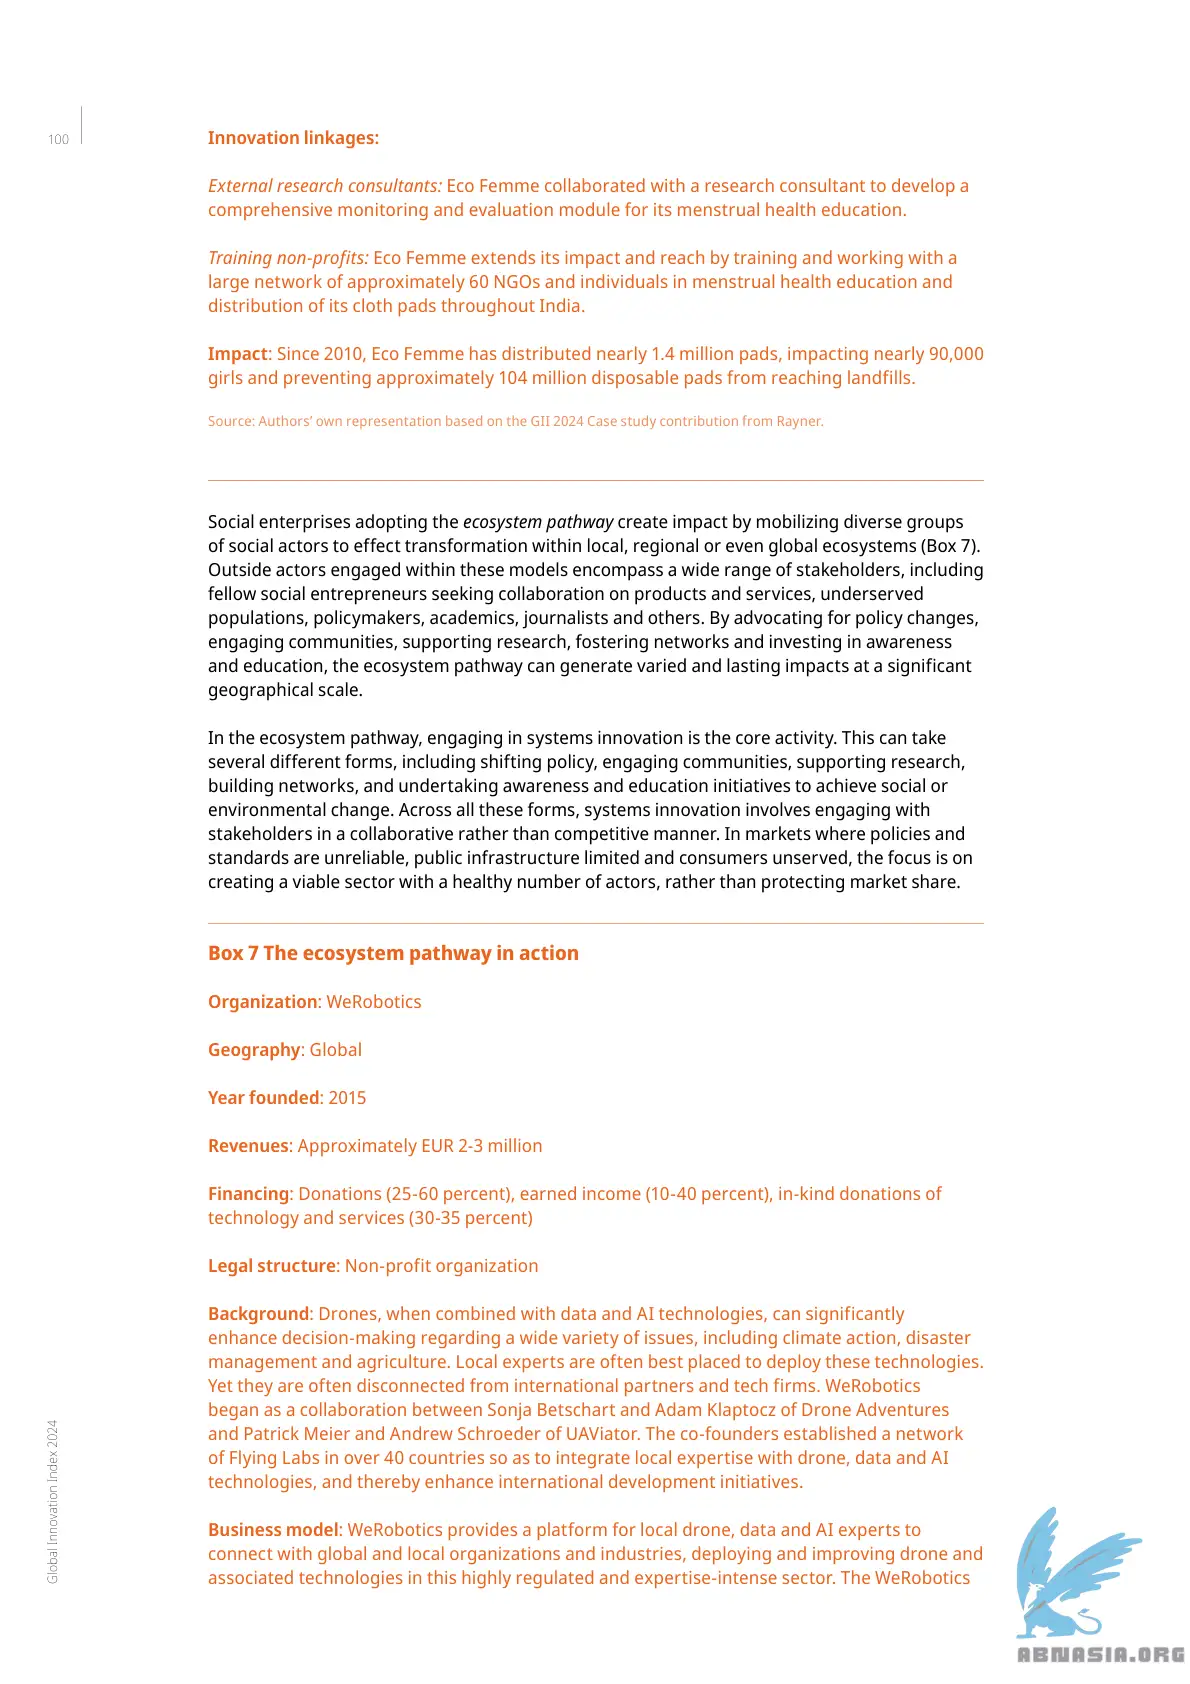 100
Innovation linkages:
External research consultants: Eco Femme collaborated with a research consultant to develop a
comprehensive monitoring and evaluation module for its menstrual health education.
Training non-profits: Eco Femme extends its impact and reach by training and working with a
large network of approximately 60 NGOs and individuals in menstrual health education and
distribution of its cloth pads throughout India.
Impact: Since 2010, Eco Femme has distributed nearly 1.4 million pads, impacting nearly 90,000
girls and preventing approximately 104 million disposable pads from reaching landfills.
Source: Authors’ own representation based on the GII 2024 Case study contribution from Rayner.
Social enterprises adopting the ecosystem pathway create impact by mobilizing diverse groups
of social actors to effect transformation within local, regional or even global ecosystems (Box 7).
Outside actors engaged within these models encompass a wide range of stakeholders, including
fellow social entrepreneurs seeking collaboration on products and services, underserved
populations, policymakers, academics, journalists and others. By advocating for policy changes,
engaging communities, supporting research, fostering networks and investing in awareness
and education, the ecosystem pathway can generate varied and lasting impacts at a significant
geographical scale.
In the ecosystem pathway, engaging in systems innovation is the core activity. This can take
several different forms, including shifting policy, engaging communities, supporting research,
building networks, and undertaking awareness and education initiatives to achieve social or
environmental change. Across all these forms, systems innovation involves engaging with
stakeholders in a collaborative rather than competitive manner. In markets where policies and
standards are unreliable, public infrastructure limited and consumers unserved, the focus is on
creating a viable sector with a healthy number of actors, rather than protecting market share.
Box 7 The ecosystem pathway in action
Organization: WeRobotics
Geography: Global
Year founded: 2015
Revenues: Approximately EUR 2-3 million
Financing: Donations (25-60 percent), earned income (10-40 percent), in-kind donations of
technology and services (30-35 percent)
Legal structure: Non-profit organization
Background: Drones, when combined with data and AI technologies, can significantly
enhance decision-making regarding a wide variety of issues, including climate action, disaster
management and agriculture. Local experts are often best placed to deploy these technologies.
Yet they are often disconnected from international partners and tech firms. WeRobotics
began as a collaboration between Sonja Betschart and Adam Klaptocz of Drone Adventures
and Patrick Meier and Andrew Schroeder of UAViator. The co-founders established a network
of Flying Labs in over 40 countries so as to integrate local expertise with drone, data and AI
technologies, and thereby enhance international development initiatives.
Business model: WeRobotics provides a platform for local drone, data and AI experts to
connect with global and local organizations and industries, deploying and improving drone and
associated technologies in this highly regulated and expertise-intense sector. The WeRobotics
Global Innovation Index 2024
ABNASIA.ORG